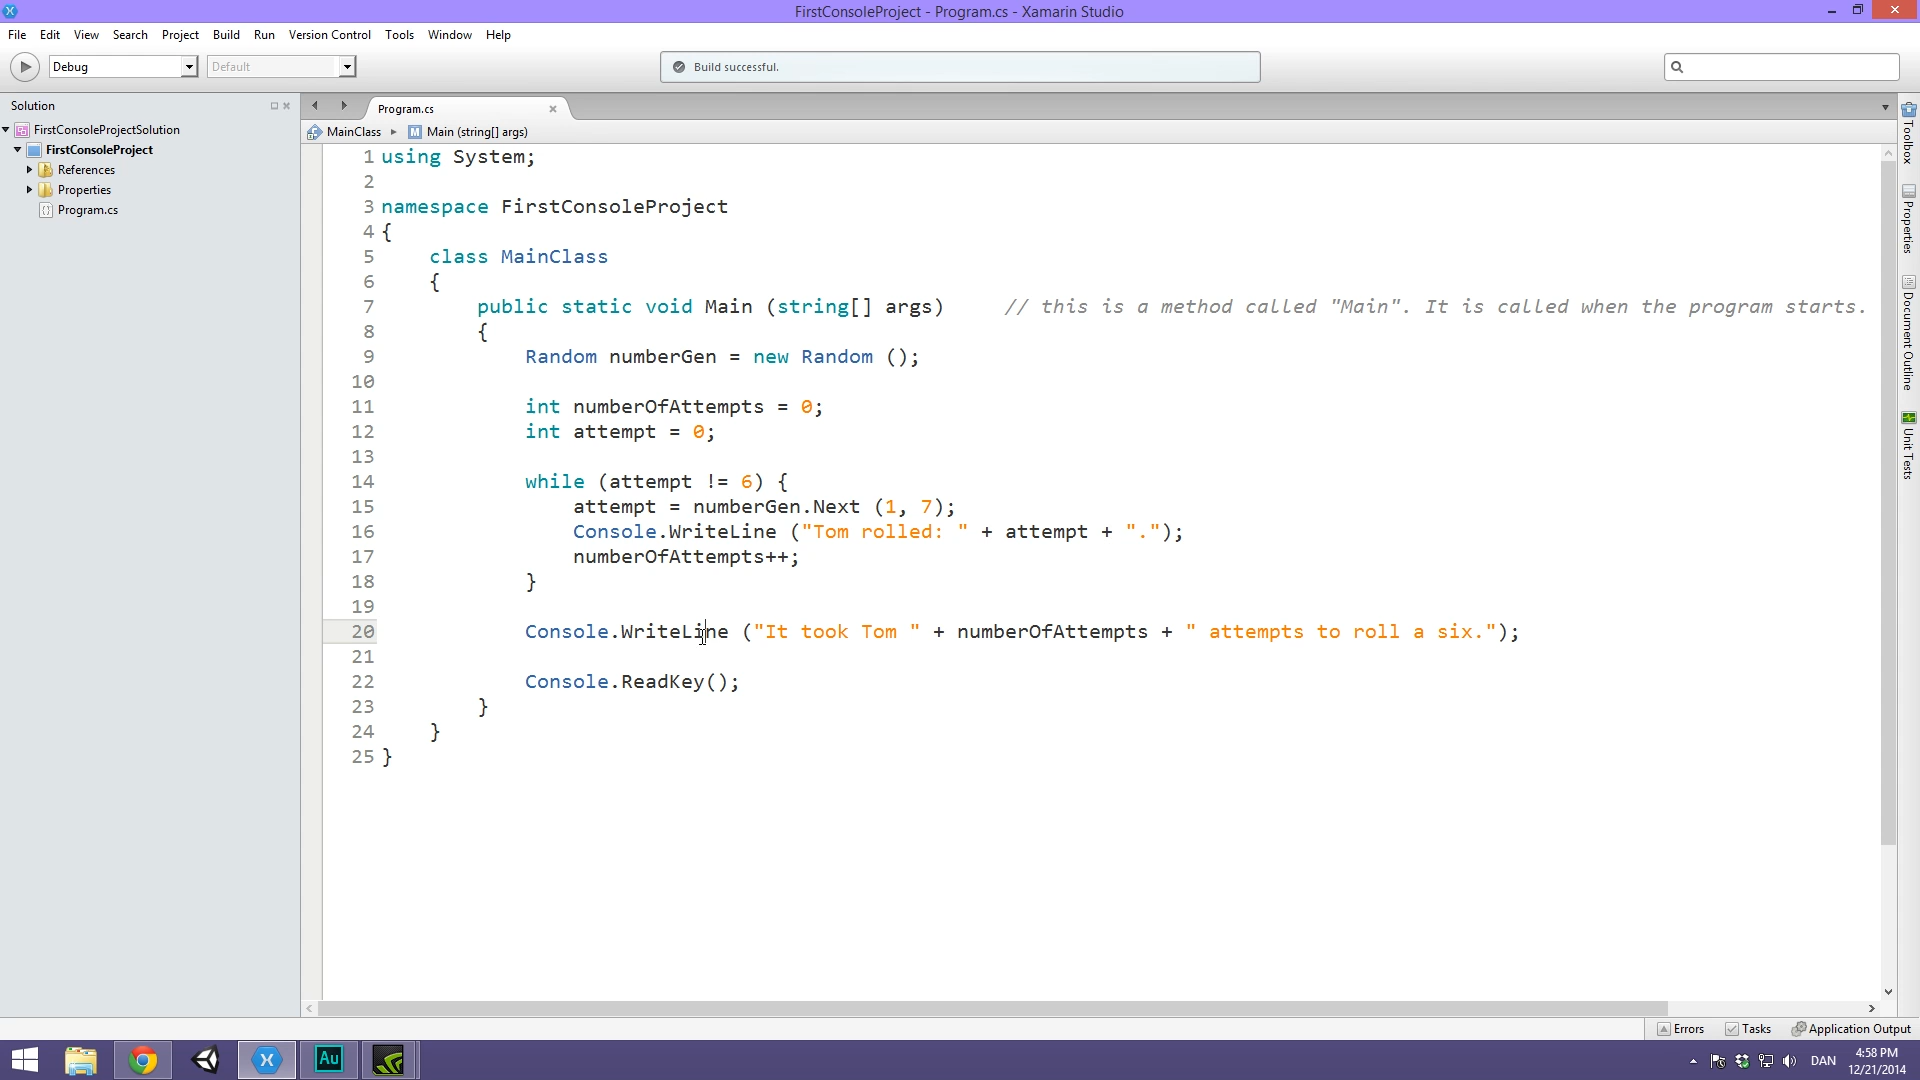 FirstConsoleProject - Program.cs - Xamarin Studio
File Edit View Search Project Build Run Version Control Tools Window Help
Debug
Default
Build successful.
Solution
FirstConsoleProjectSolution
FirstConsoleProject
References
Properties
Program.cs
Program.cs
MainClass
M Main (string[] args)
1 using System;
2
3 namespace FirstConsoleProject
4 {
5 class MainClass
6 {
7 public static void Main (string[] args) // this is a method called "Main". It is called when the program starts.
8 {
9 Random numberGen = new Random ();
10
11 int numberOfAttempts = 0;
12 int attempt = 0;
13
14 while (attempt != 6) {
15 attempt = numberGen.Next (1, 7);
16 Console.WriteLine ("Tom rolled: " + attempt + ".");
17 numberOfAttempts++;
18 }
19
20 Console.WriteLine ("It took Tom " + numberOfAttempts + " attempts to roll a six.");
21
22 Console.ReadKey();
23 }
24 }
25 }
Toolbox
Properties
Document Outline
Unit Tests
Errors Tasks Application Output
Au
DAN
4:58 PM
12/21/2014